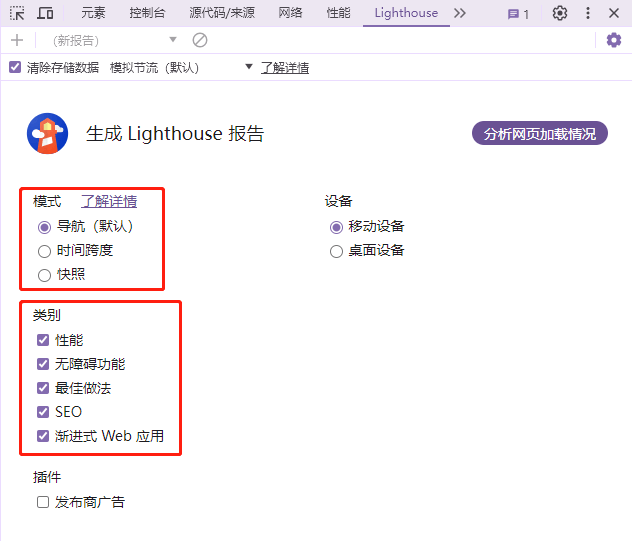 元素 控制台 源代码/来源 网络 性能 Lighthouse 1
(新报告)
清除存储数据 模拟节流（默认） 了解详情
生成 Lighthouse 报告 分析网页加载情况
模式 了解详情 设备
导航（默认） 移动设备
时间跨度 桌面设备
快照
类别
性能
无障碍功能
最佳做法
SEO
渐进式 Web 应用
插件
发布商广告